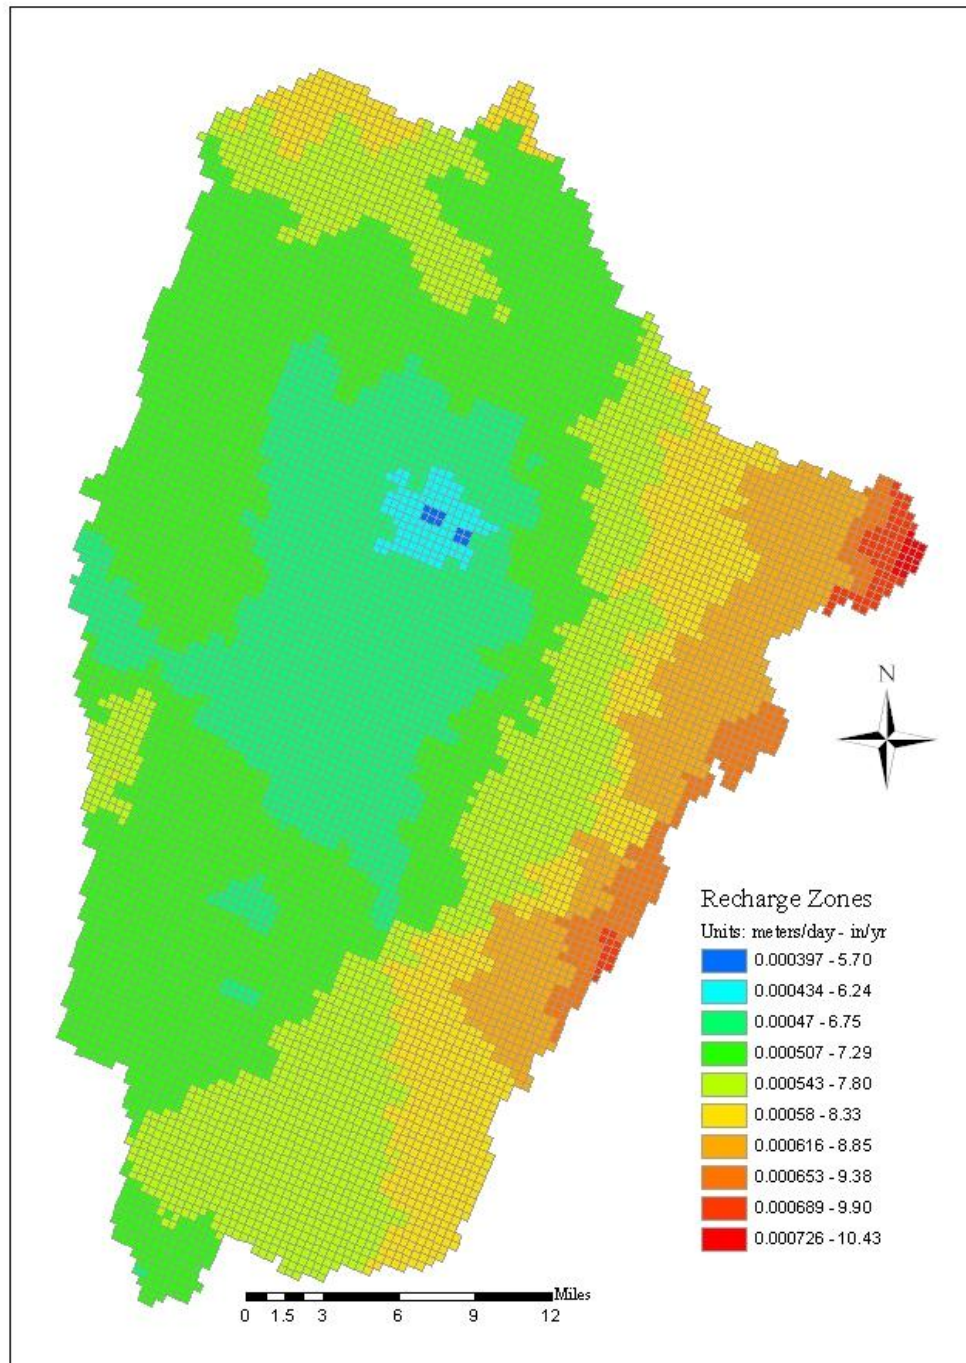 N
Recharge Zones
Units: meters/day - in/yr
0.000397 - 5.70
0.000434 - 6.24
0.00047 - 6.75
0.000507 - 7.29
0.000543 - 7.80
0.00058 - 8.33
0.000616 - 8.85
0.000653 - 9.38
0.000689 - 9.90
0.000726 - 10.43
Miles
0 1.5 3 6 9 12